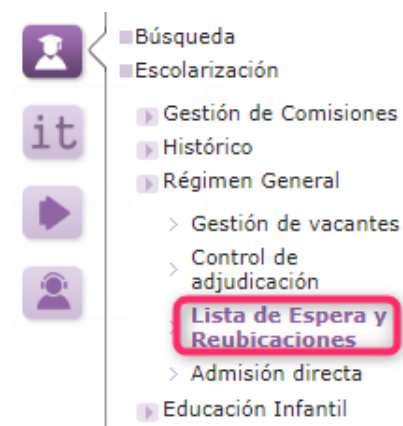 Búsqueda
Escolarización
Gestión de Comisiones
it
Histórico
Régimen General
Gestión de vacantes
Control de
adjudicación
Lista de Espera y
Reubicaciones
Admisión directa
Educación Infantil